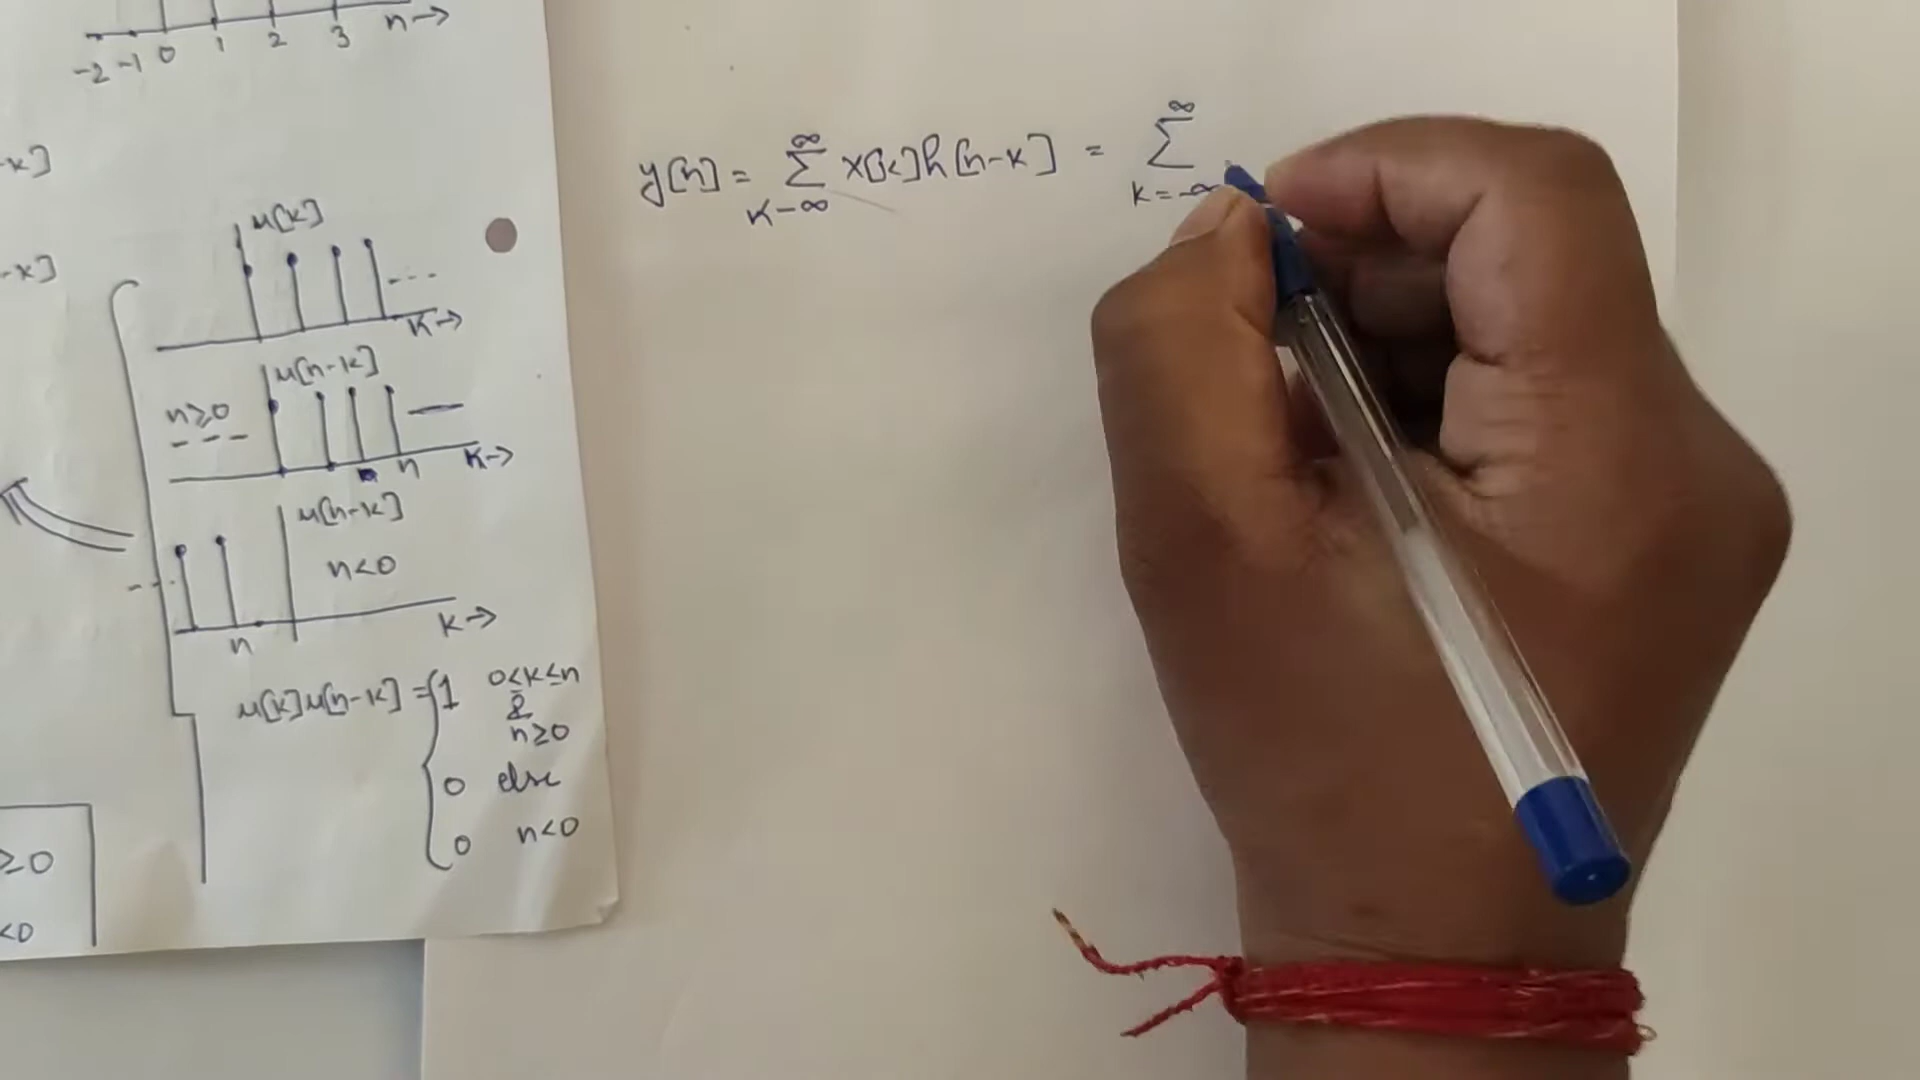 -2 -1 0 1 2 3 n→
-k]
-k]
u[k]
K→
u[n-k]
n≥0
n K→
u[n-k]
n<0
n K→
u[k]u[n-k] = { 1 0≤k≤n
&
n≥0
0 else
0 n<0
≥0
<0
y[n] = ∑ K-∞ ∞ x[k]h[n-k] = ∑ k=-∞ ∞